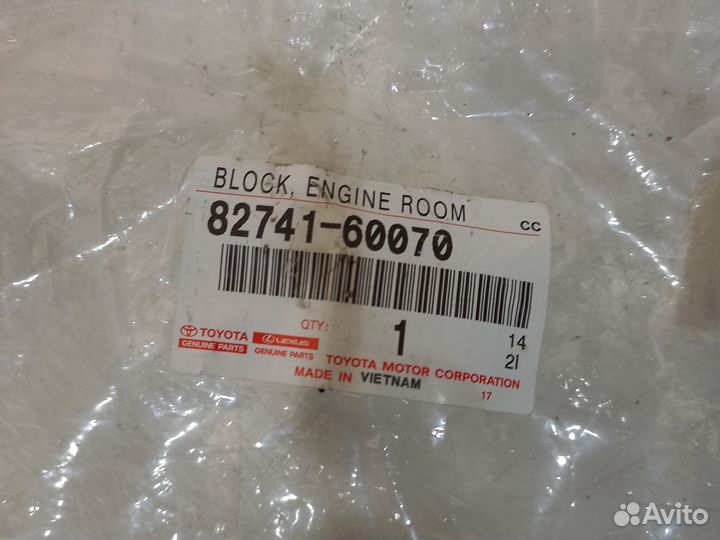 BLOCK, ENGINE ROOM
CC
82741-60070
QTY: 1
14
21
TOYOTA LEXUS
GENUINE PARTS GENUINE PARTS
TOYOTA MOTOR CORPORATION
MADE IN VIETNAM
17
Avito